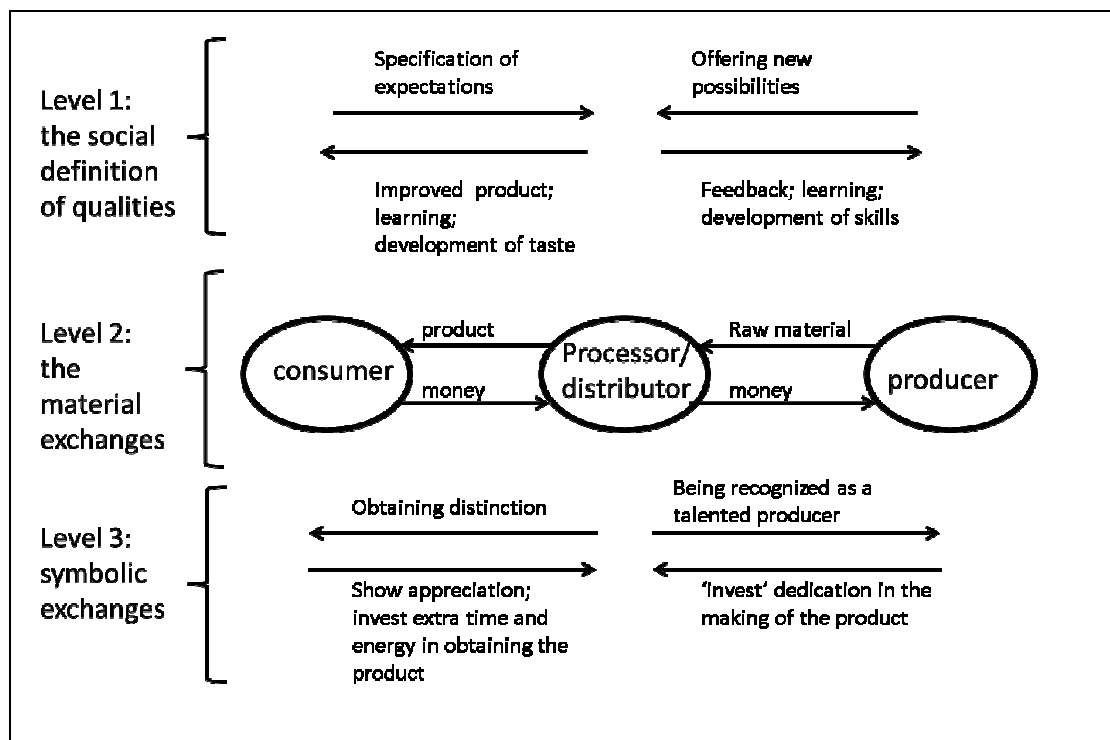 Level 1:
the social
definition
of qualities
Specification of
expectations
Offering new
possibilities
Improved product;
learning;
development of taste
Feedback; learning;
development of skills
Level 2:
the
material
exchanges
consumer
product
money
Processor/
distributor
Raw material
money
producer
Level 3:
symbolic
exchanges
Obtaining distinction
Being recognized as a
talented producer
Show appreciation;
invest extra time and
energy in obtaining the
product
‘invest’ dedication in the
making of the product